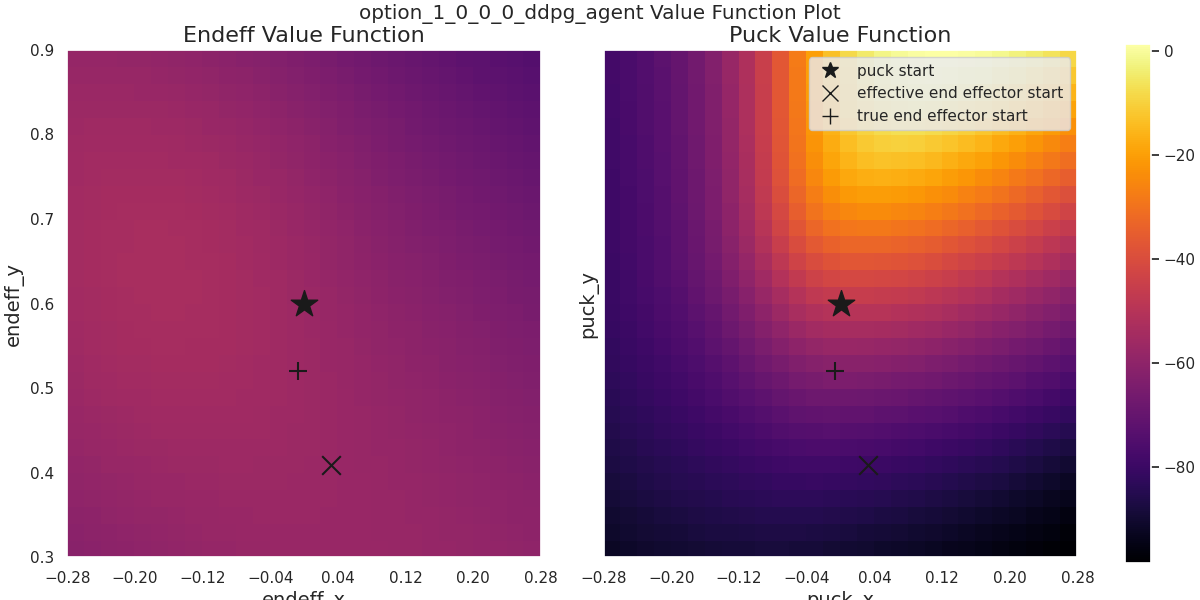 option_1_0_0_0_ddpg_agent Value Function Plot
Endeff Value Function
Puck Value Function
puck start
effective end effector start
true end effector start
endeff_y
0.9
0.8
0.7
0.6
0.5
0.4
0.3
−0.28 −0.20 −0.12 −0.04 0.04 0.12 0.20 0.28
endeff_x
puck_y
−0.28 −0.20 −0.12 −0.04 0.04 0.12 0.20 0.28
puck_x
0
−20
−40
−60
−80